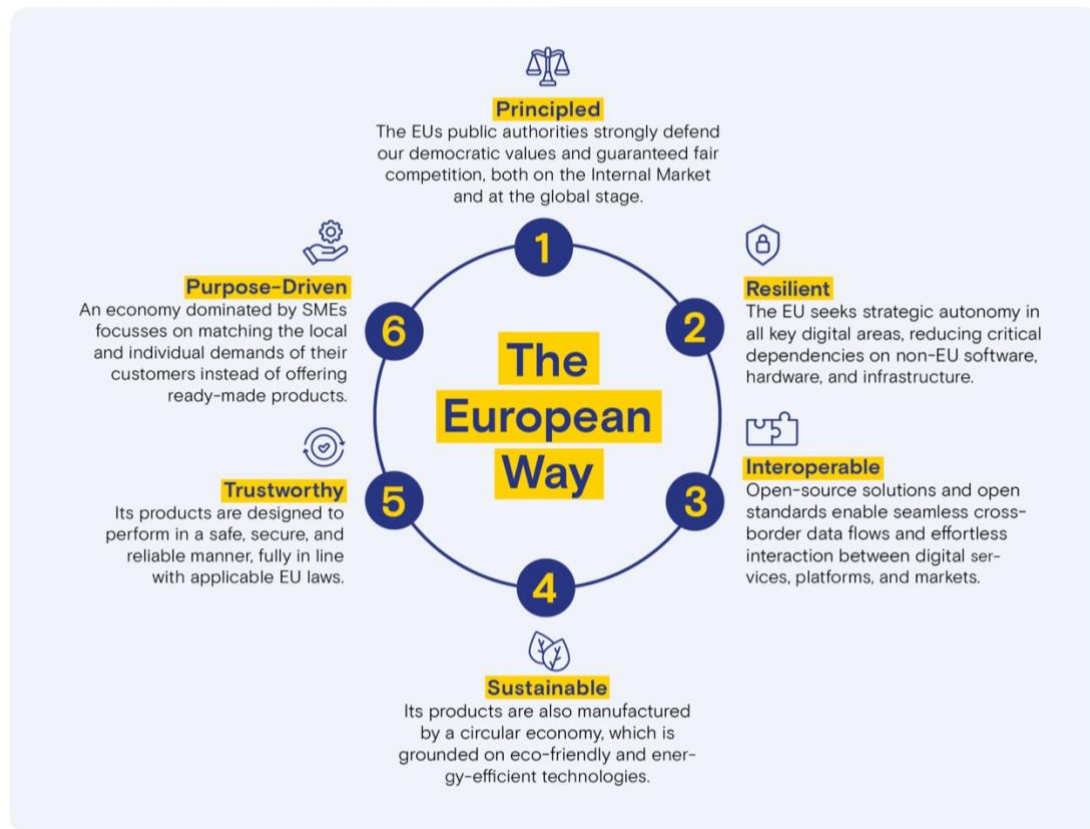 Principled
The EUs public authorities strongly defend
our democratic values and guaranteed fair
competition, both on the Internal Market
and at the global stage.
1
Resilient
The EU seeks strategic autonomy in
all key digital areas, reducing critical
dependencies on non-EU software,
hardware, and infrastructure.
2
Interoperable
Open-source solutions and open
standards enable seamless cross-
border data flows and effortless
interaction between digital ser-
vices, platforms, and markets.
3
4
Sustainable
Its products are also manufactured
by a circular economy, which is
grounded on eco-friendly and ener-
gy-efficient technologies.
5
Trustworthy
Its products are designed to
perform in a safe, secure, and
reliable manner, fully in line
with applicable EU laws.
6
Purpose-Driven
An economy dominated by SMEs
focusses on matching the local
and individual demands of their
customers instead of offering
ready-made products.
The
European
Way